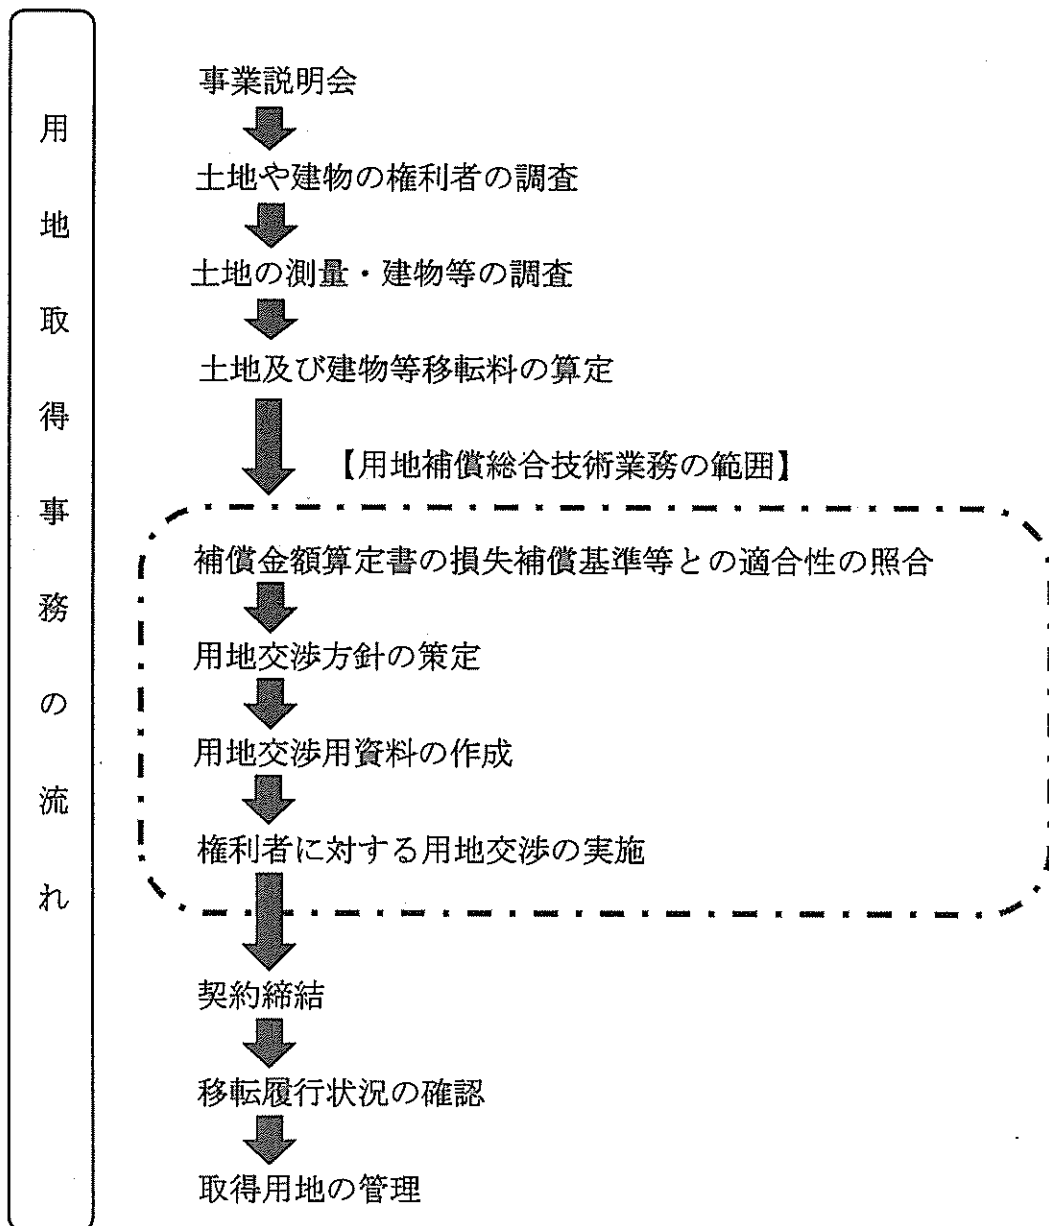 用地取得事務の流れ
事業説明会
土地や建物の権利者の調査
土地の測量・建物等の調査
土地及び建物等移転料の算定
【用地補償総合技術業務の範囲】
補償金額算定書の損失補償基準等との適合性の照合
用地交渉方針の策定
用地交渉用資料の作成
権利者に対する用地交渉の実施
契約締結
移転履行状況の確認
取得用地の管理